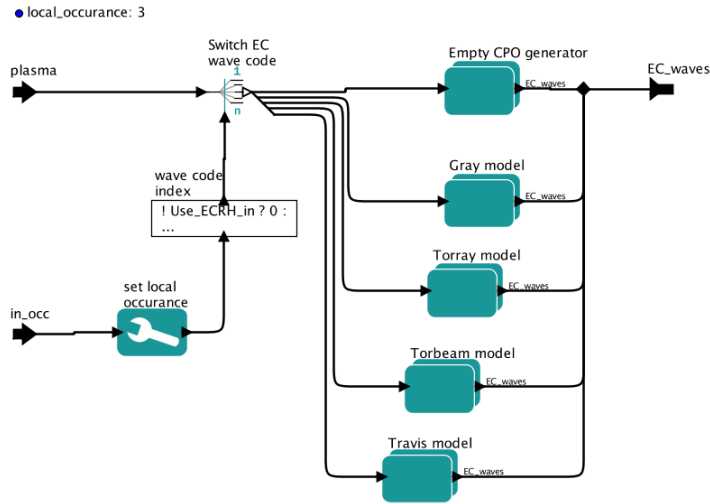 local_occurance: 3
Switch EC
wave code
1
n
plasma
Empty CPO generator
EC_waves
EC_waves
Gray model
EC_waves
wave code
index
! Use_ECRH_in ? 0 :
...
Torray model
EC_waves
set local
occurance
in_occ
Torbeam model
EC_waves
Travis model
EC_waves